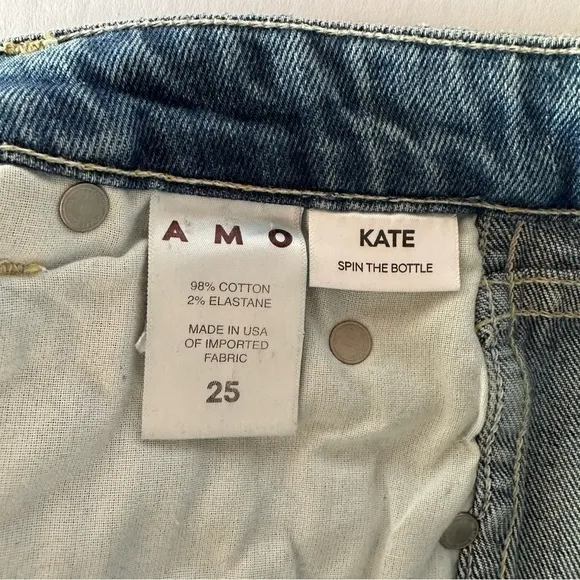 AMO
98% COTTON
2% ELASTANE
MADE IN USA
OF IMPORTED
FABRIC
25
KATE
SPIN THE BOTTLE